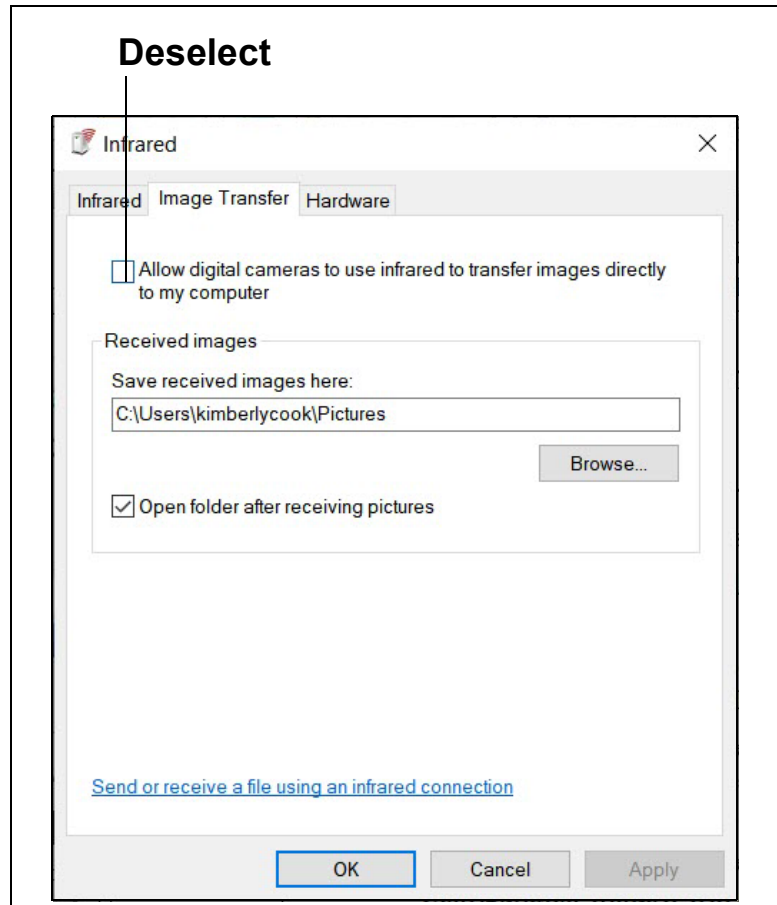 Deselect
Infrared
Infrared Image Transfer Hardware
Allow digital cameras to use infrared to transfer images directly
to my computer
Received images
Save received images here:
C:\Users\kimberlycook\Pictures
Browse...
Open folder after receiving pictures
Send or receive a file using an infrared connection
OK Cancel Apply